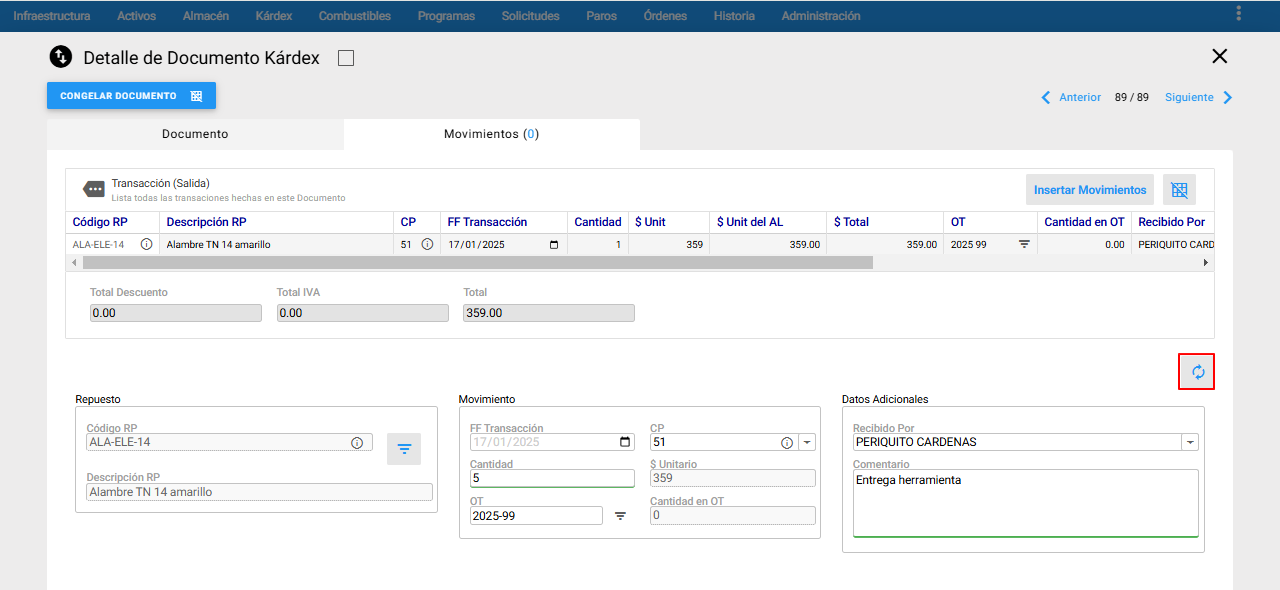 Infraestructura Activos Almacén Kárdex Combustibles Programas Solicitudes Paros Órdenes Historia Administración
Detalle de Documento Kárdex
CONGELAR DOCUMENTO
Anterior 89 / 89 Siguiente
Documento Movimientos (0)
Transacción (Salida)
Lista todas las transaciones hechas en este Documento
Insertar Movimientos
Código RP Descripción RP CP FF Transacción Cantidad $ Unit $ Unit del AL $ Total OT Cantidad en OT Recibido Por
ALA-ELE-14 Alambre TN 14 amarillo 51 17/01/2025 1 359 359.00 359.00 2025 99 0.00 PERIQUITO CARD
Total Descuento Total IVA Total
0.00 0.00 359.00
Repuesto Movimiento Datos Adicionales
Código RP FF Transacción CP Recibido Por
ALA-ELE-14 17/01/2025 51 PERIQUITO CARDENAS
Cantidad $ Unitario Comentario
Descripción RP 5 359 Entrega herramienta
Alambre TN 14 amarillo
OT Cantidad en OT
2025-99 0